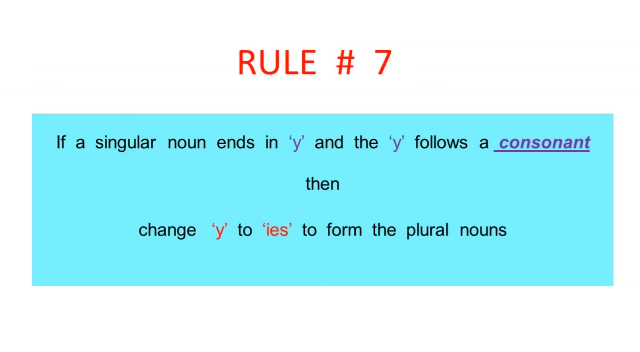 RULE # 7
If a singular noun ends in ‘y’ and the ‘y’ follows a consonant
then
change ‘y’ to ‘ies’ to form the plural nouns